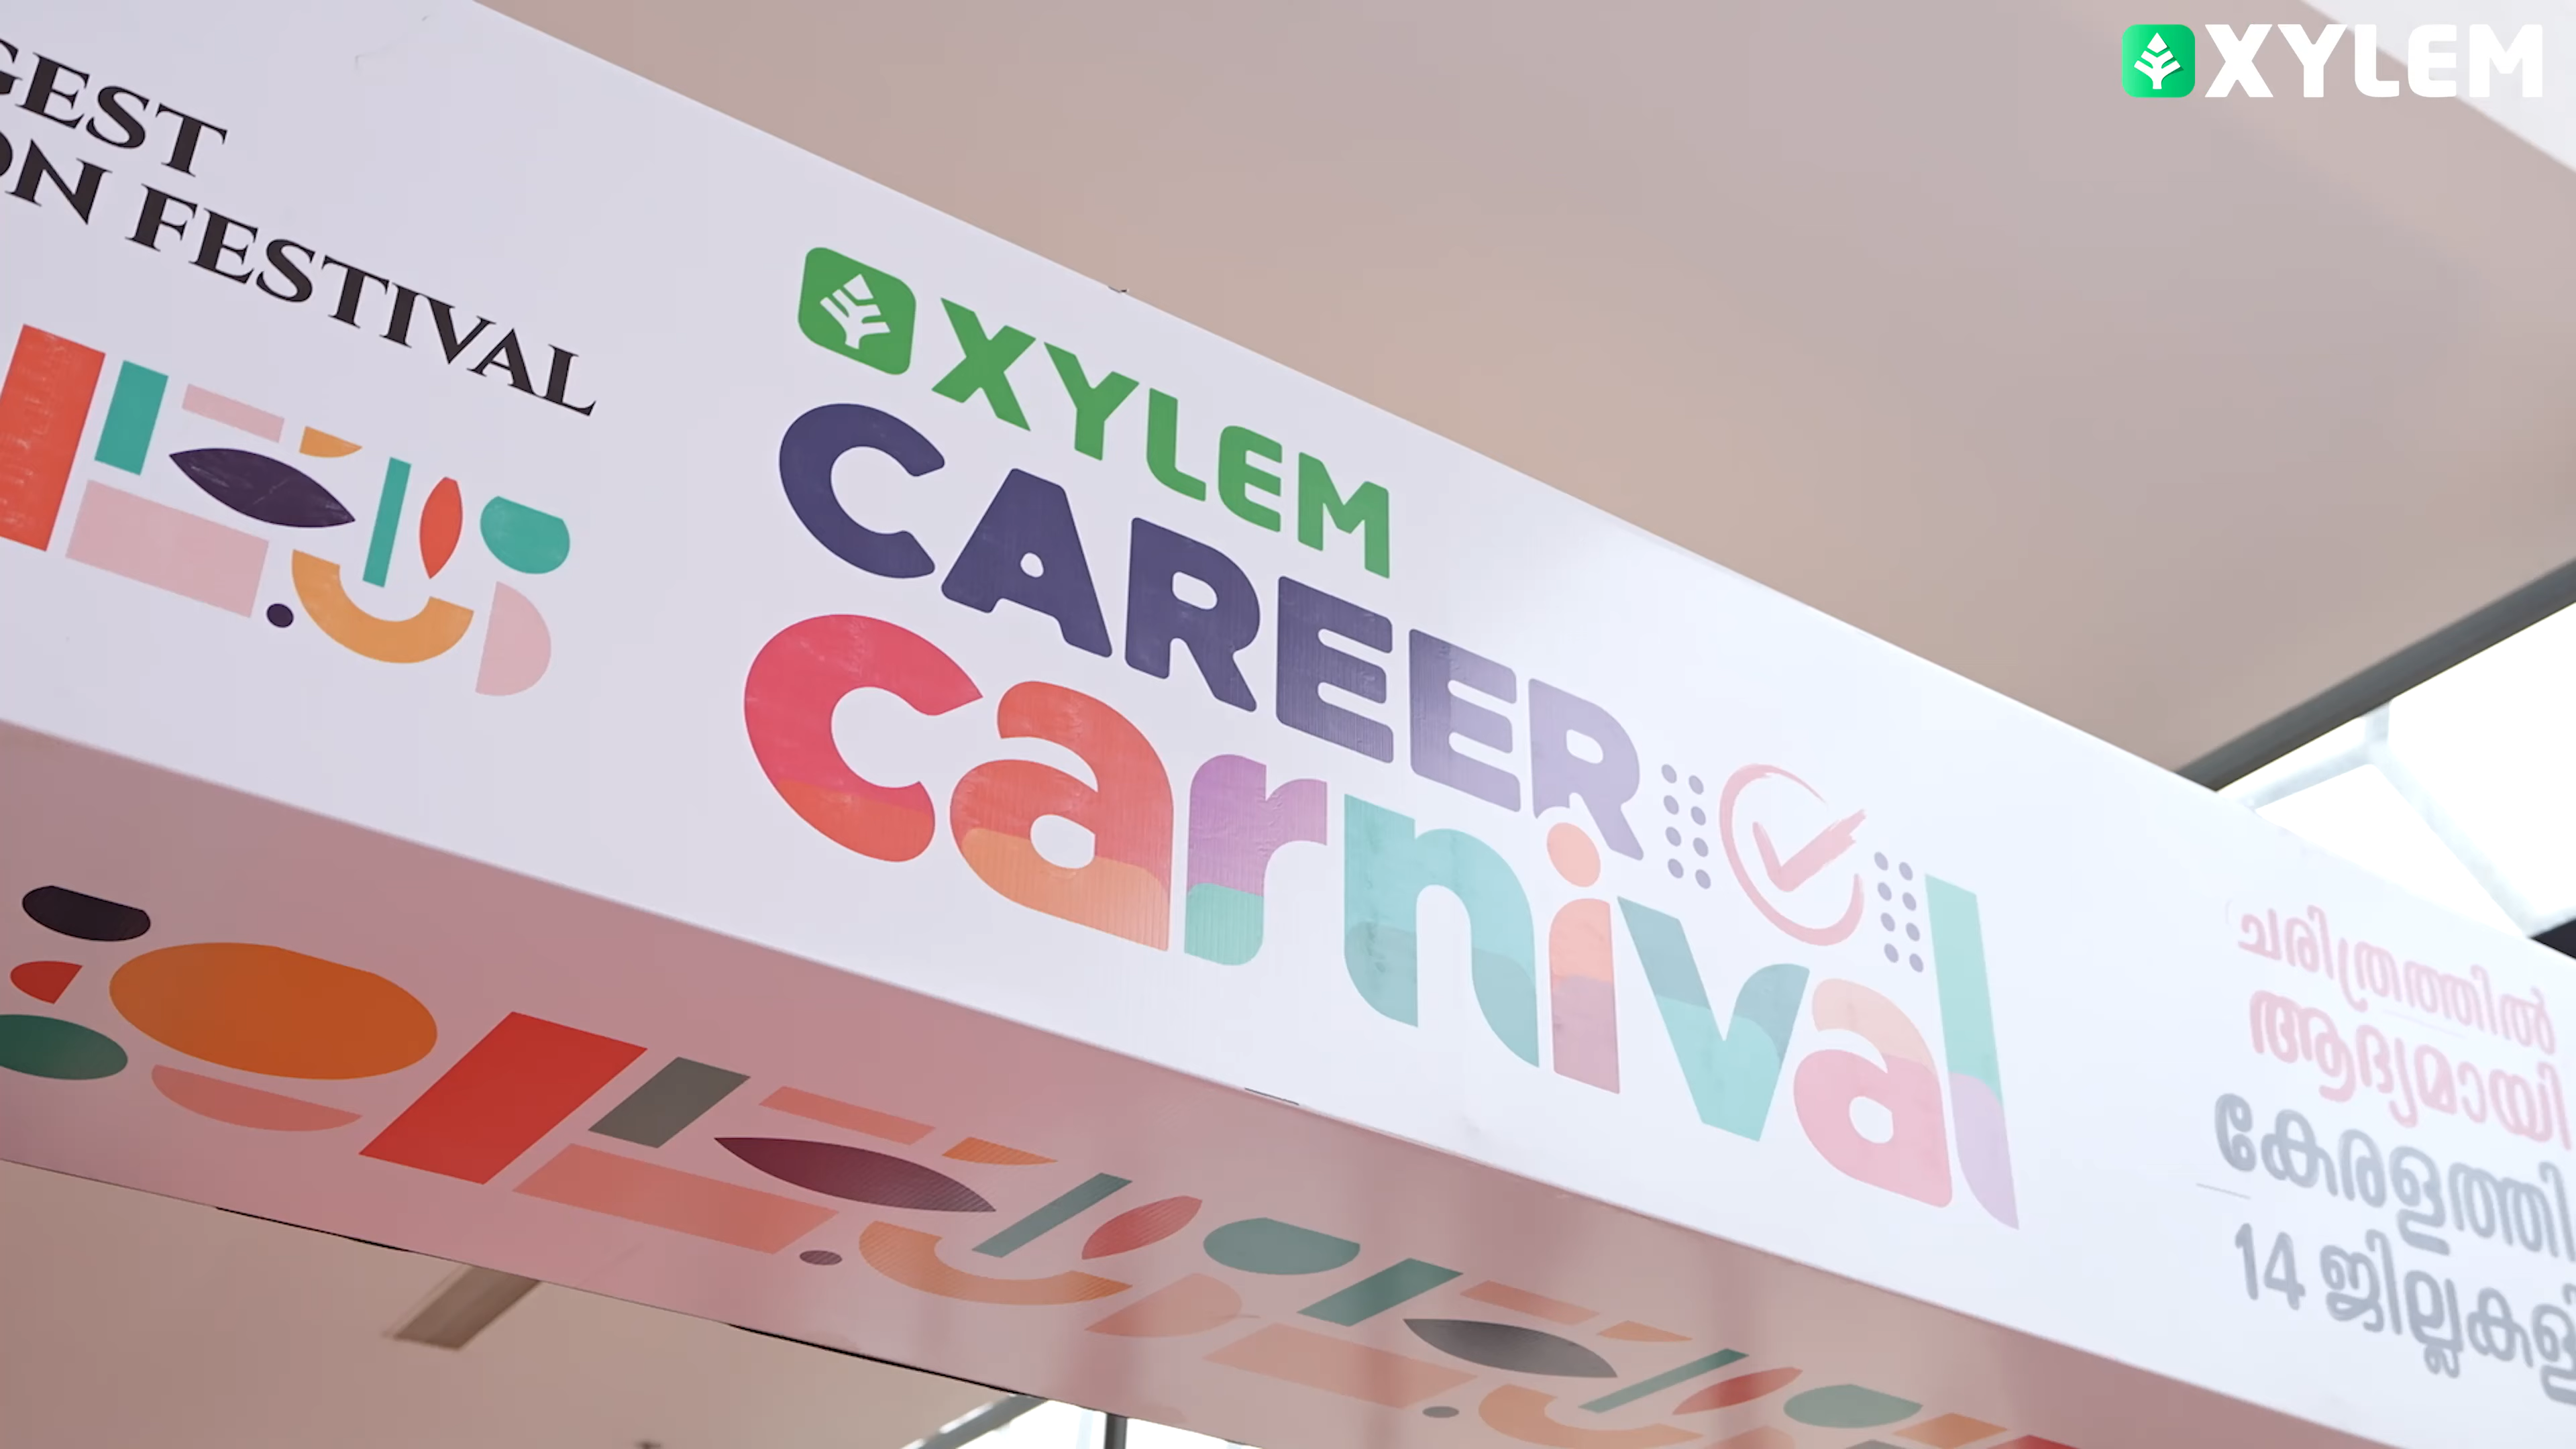 XYLEM
GEST
ON FESTIVAL
XYLEM
CAREER
carnival
ചരിത്രത്തിൽ
ആദ്യമായി
കേരളത്തി
14 ജില്ലകളി